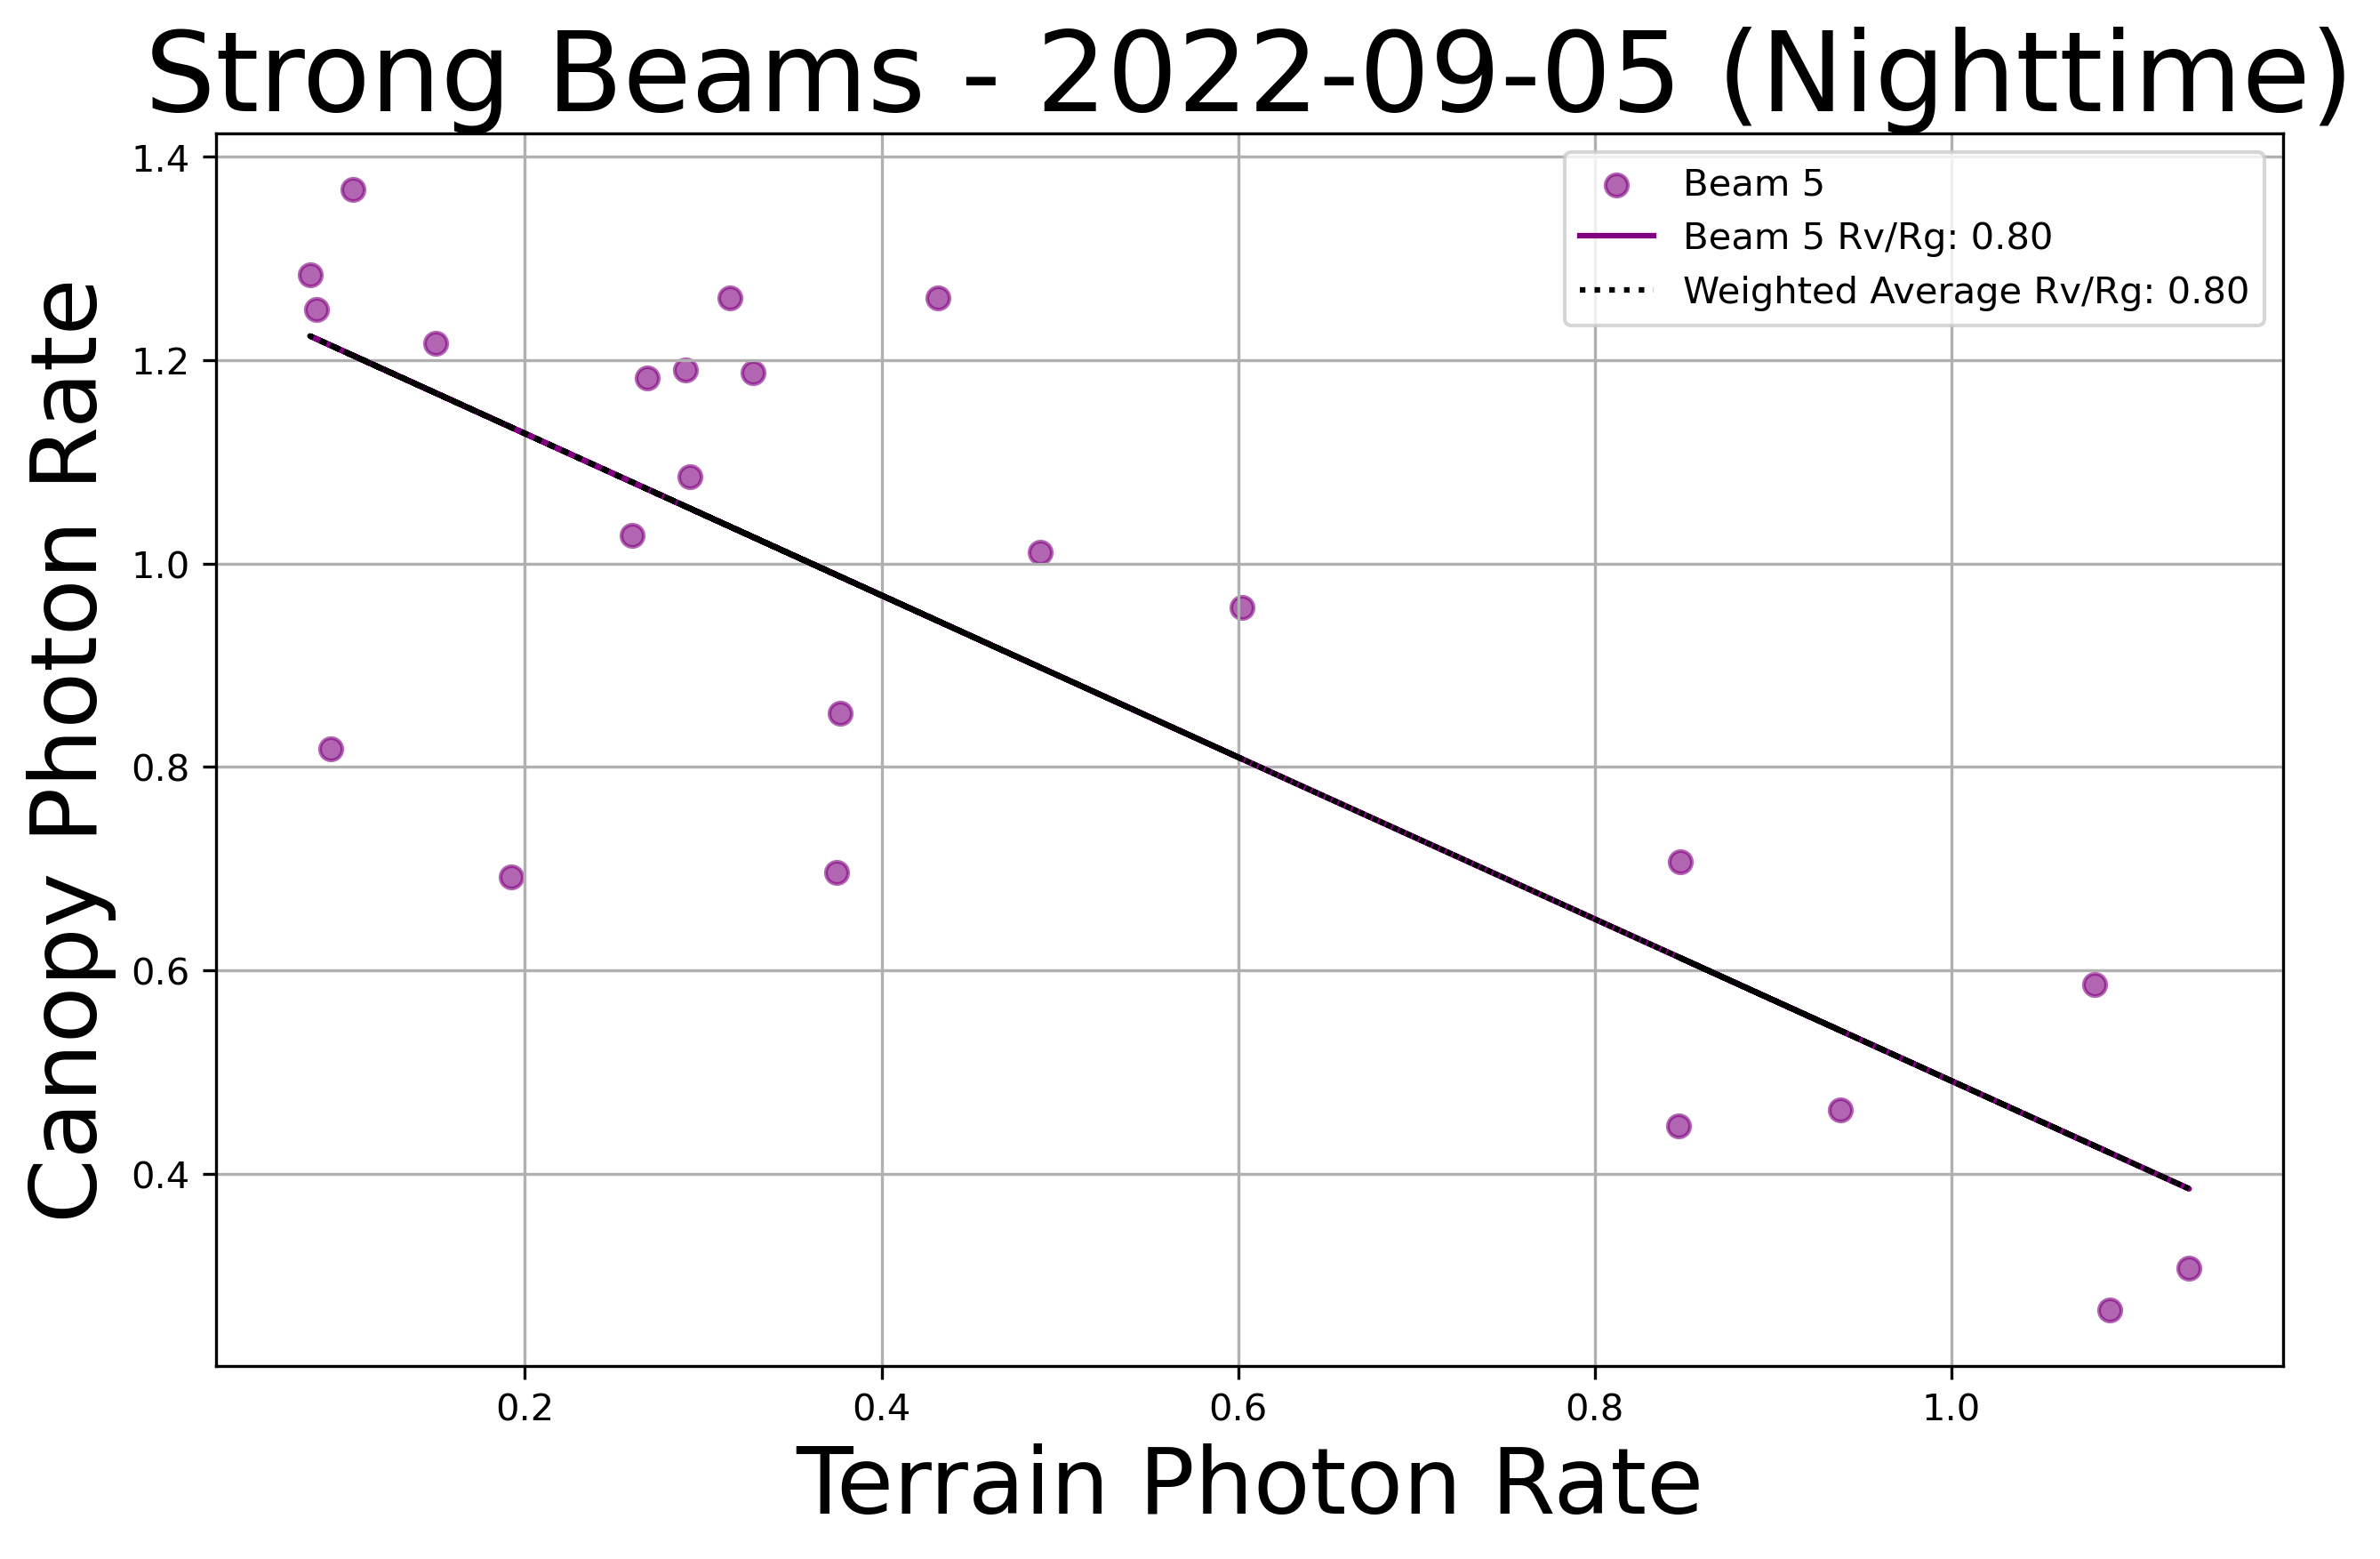 Strong Beams - 2022-09-05 (Nighttime)
Beam 5
Beam 5 Rv/Rg: 0.80
Weighted Average Rv/Rg: 0.80
Canopy Photon Rate
1.4
1.2
1.0
0.8
0.6
0.4
0.2 0.4 0.6 0.8 1.0
Terrain Photon Rate